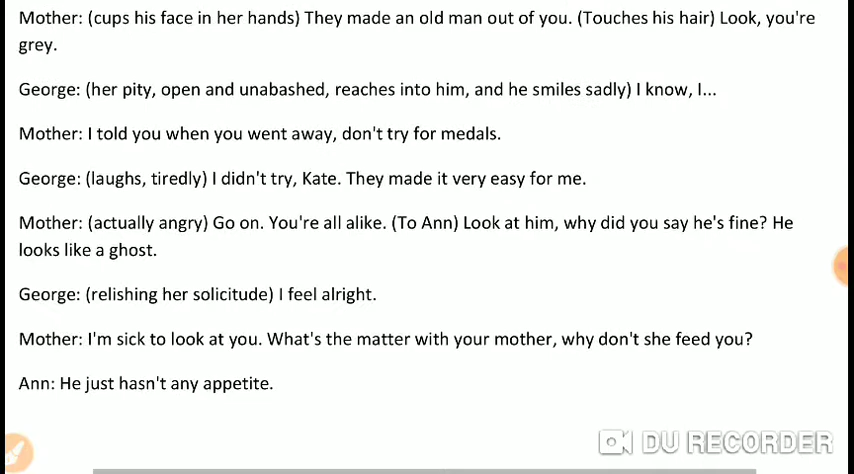 Mother: (cups his face in her hands) They made an old man out of you. (Touches his hair) Look, you're
grey.
George: (her pity, open and unabashed, reaches into him, and he smiles sadly) I know, I...
Mother: I told you when you went away, don't try for medals.
George: (laughs, tiredly) I didn't try, Kate. They made it very easy for me.
Mother: (actually angry) Go on. You're all alike. (To Ann) Look at him, why did you say he's fine? He
looks like a ghost.
George: (relishing her solicitude) I feel alright.
Mother: I'm sick to look at you. What's the matter with your mother, why don't she feed you?
Ann: He just hasn't any appetite.
DU RECORDER